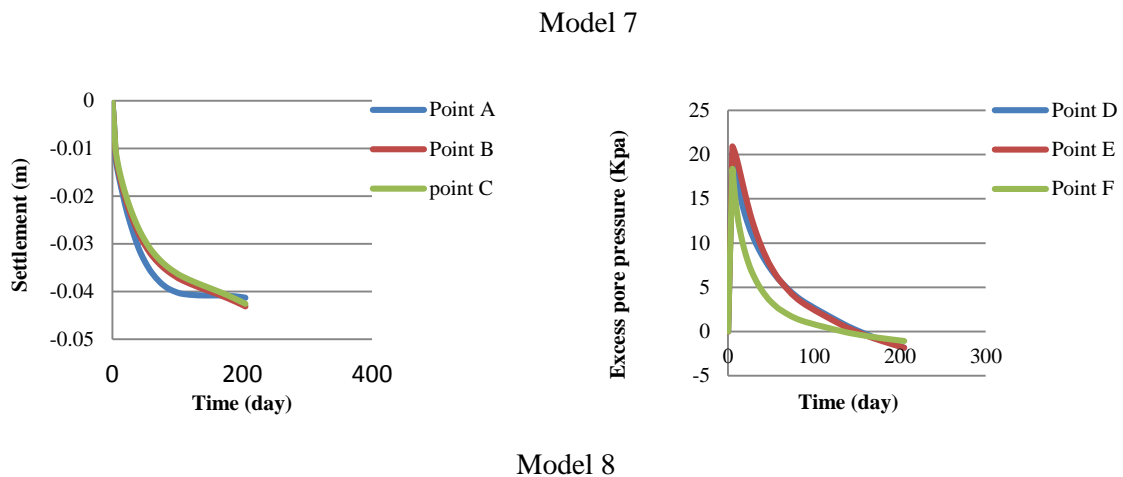 Model 7
0
-0.01
-0.02
-0.03
-0.04
-0.05
Settlement (m)
0 200 400
Time (day)
Point A
Point B
point C
25
20
15
10
5
0
-5
Excess pore pressure (Kpa)
0 100 200 300
Time (day)
Point D
Point E
Point F
Model 8